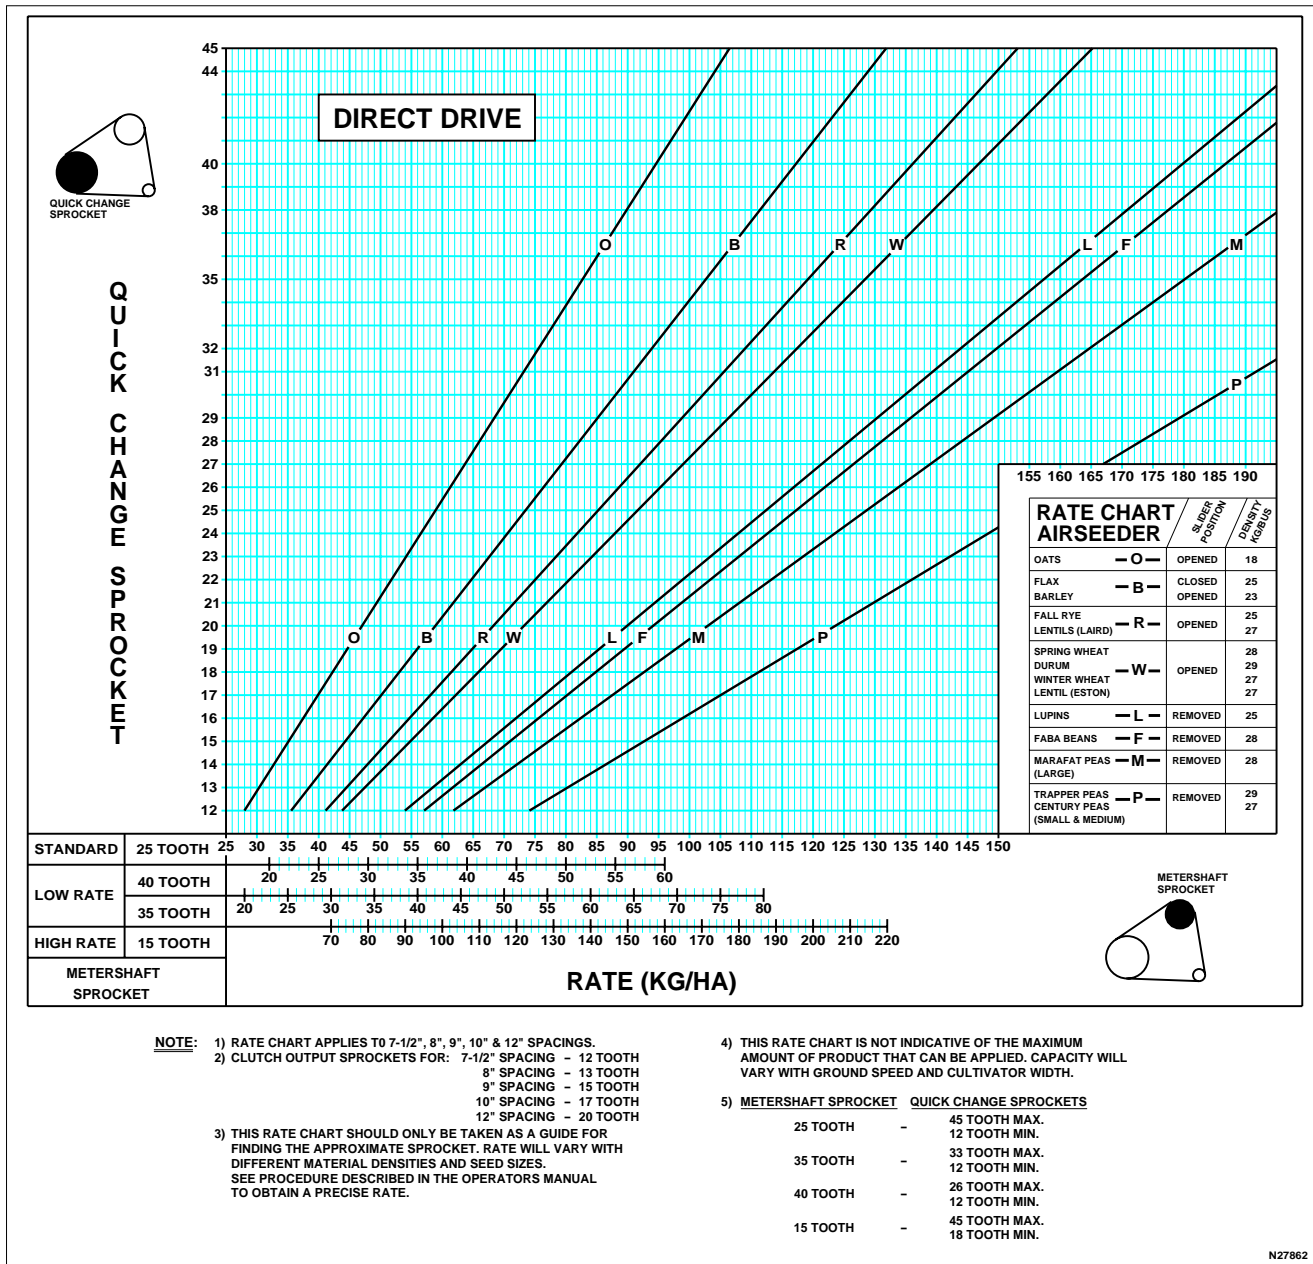 45
44
DIRECT DRIVE
40
QUICK CHANGE
SPROCKET
38
O B R W L F M
35
QUICK CHANGE SPROCKET
32
31
P
29
28
27
155 160 165 170 175 180 185 190
26
25
24
23
22
21
20
O B R W L F M P
19
18
17
16
15
14
13
12
RATE CHART
AIRSEEDER
SLIDER
POSITION
DENSITY
KG/BUS
OATS O OPENED 18
FLAX CLOSED 25
B
BARLEY OPENED 23
FALL RYE 25
R OPENED
LENTILS (LAIRD) 27
SPRING WHEAT 28
DURUM 29
W OPENED
WINTER WHEAT 27
LENTIL (ESTON) 27
LUPINS L REMOVED 25
FABA BEANS F REMOVED 28
MARAFAT PEAS M REMOVED 28
(LARGE)
TRAPPER PEAS 29
P REMOVED
CENTURY PEAS 27
(SMALL & MEDIUM)
STANDARD 25 TOOTH 25 30 35 40 45 50 55 60 65 70 75 80 85 90 95 100 105 110 115 120 125 130 135 140 145 150
LOW RATE 40 TOOTH 20 25 30 35 40 45 50 55 60
35 TOOTH 20 25 30 35 40 45 50 55 60 65 70 75 80
HIGH RATE 15 TOOTH 70 80 90 100 110 120 130 140 150 160 170 180 190 200 210 220
METERSHAFT
SPROCKET
RATE (KG/HA)
METERSHAFT
SPROCKET
NOTE: 1) RATE CHART APPLIES T0 7-1/2", 8", 9", 10" & 12" SPACINGS.
2) CLUTCH OUTPUT SPROCKETS FOR: 7-1/2" SPACING – 12 TOOTH
8" SPACING – 13 TOOTH
9" SPACING – 15 TOOTH
10" SPACING – 17 TOOTH
12" SPACING – 20 TOOTH
3) THIS RATE CHART SHOULD ONLY BE TAKEN AS A GUIDE FOR
FINDING THE APPROXIMATE SPROCKET. RATE WILL VARY WITH
DIFFERENT MATERIAL DENSITIES AND SEED SIZES.
SEE PROCEDURE DESCRIBED IN THE OPERATORS MANUAL
TO OBTAIN A PRECISE RATE.
4) THIS RATE CHART IS NOT INDICATIVE OF THE MAXIMUM
AMOUNT OF PRODUCT THAT CAN BE APPLIED. CAPACITY WILL
VARY WITH GROUND SPEED AND CULTIVATOR WIDTH.
5) METERSHAFT SPROCKET QUICK CHANGE SPROCKETS
25 TOOTH – 45 TOOTH MAX.
12 TOOTH MIN.
35 TOOTH – 33 TOOTH MAX.
12 TOOTH MIN.
40 TOOTH – 26 TOOTH MAX.
12 TOOTH MIN.
15 TOOTH – 45 TOOTH MAX.
18 TOOTH MIN.
N27862